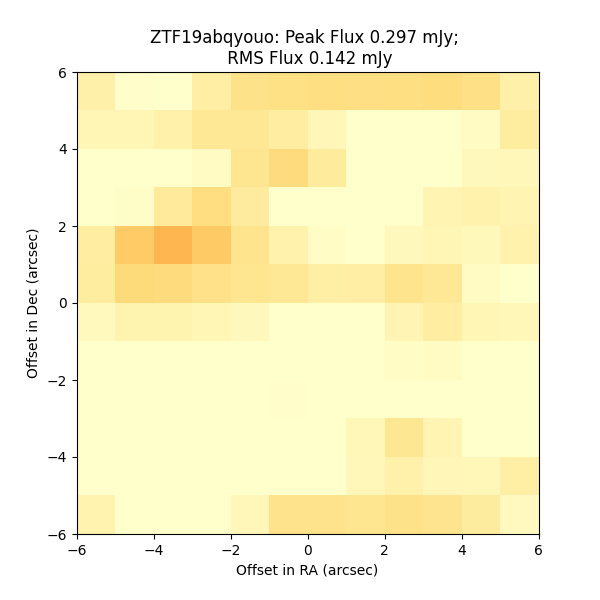 ZTF19abqyouo: Peak Flux 0.297 mJy;
RMS Flux 0.142 mJy
6
4
2
0
−2
−4
−6
Offset in Dec (arcsec)
−6 −4 −2 0 2 4 6
Offset in RA (arcsec)